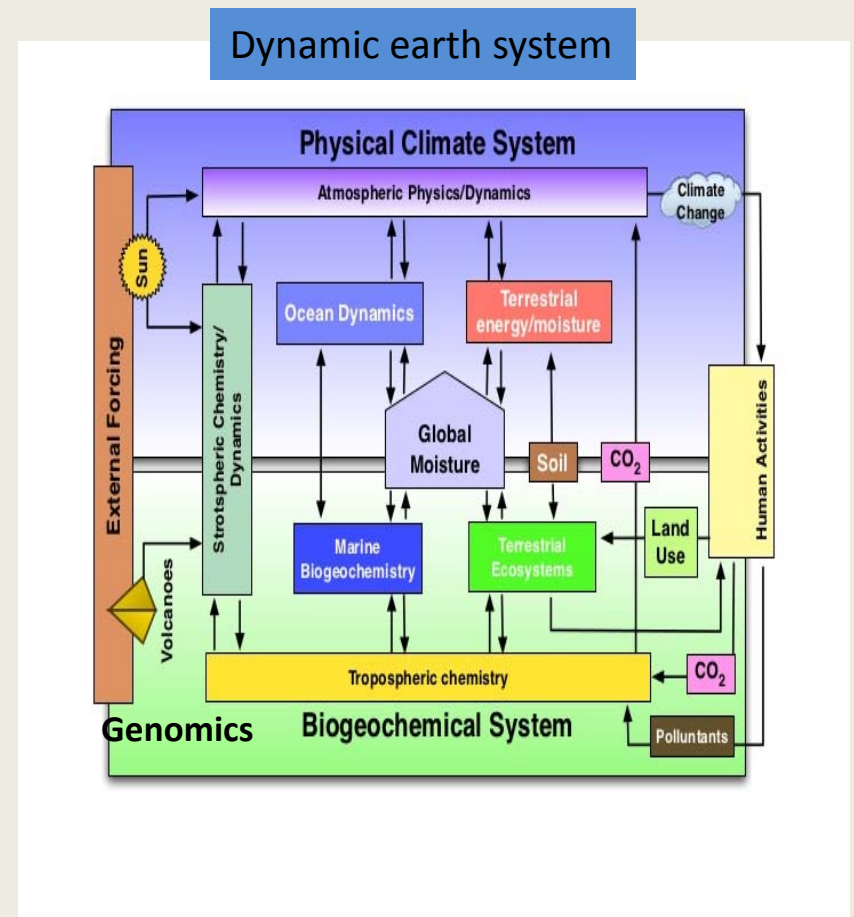 Dynamic earth system
Physical Climate System
Atmospheric Physics/Dynamics
Climate
Change
Sun
External Forcing
Strotspheric Chemistry/
Dynamics
Ocean Dynamics
Terrestrial
energy/moisture
Global
Moisture
Soil
CO2
Human Activities
Marine
Biogeochemistry
Terrestrial
Ecosystems
Land
Use
Volcanoes
Tropospheric chemistry
CO2
Genomics
Biogeochemical System
Polluntants